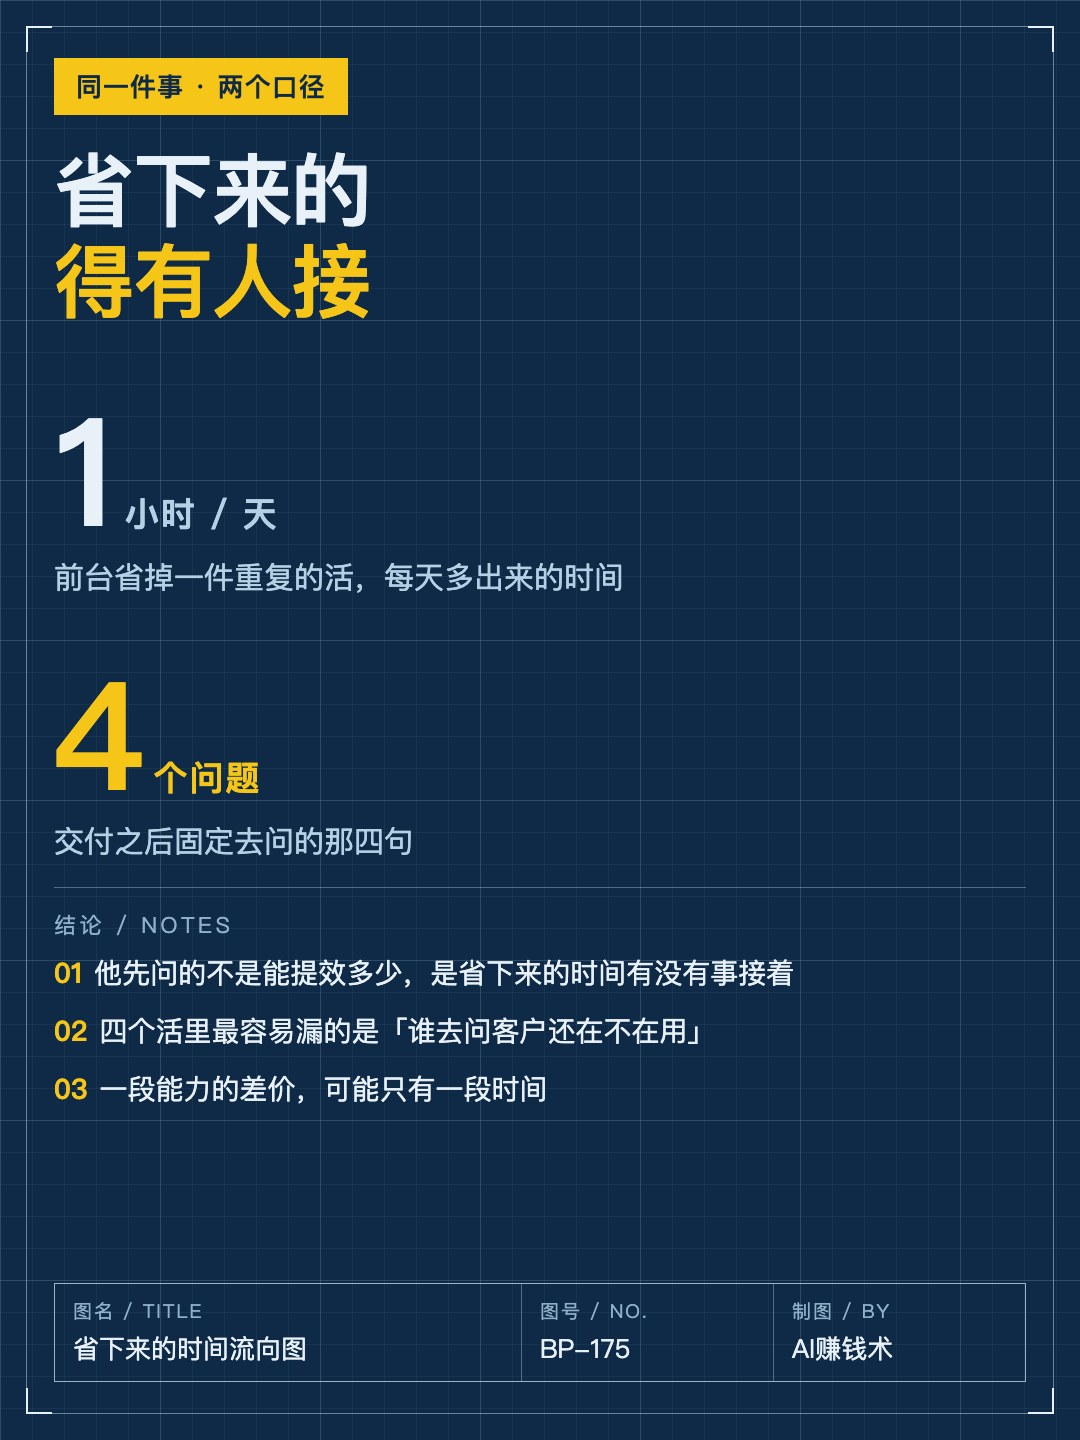 同一件事 · 两个口径
省下来的
得有人接
1 小时 / 天
前台省掉一件重复的活，每天多出来的时间
4 个问题
交付之后固定去问的那四句
结论 / NOTES
01 他先问的不是能提效多少，是省下来的时间有没有事接着
02 四个活里最容易漏的是「谁去问客户还在不在用」
03 一段能力的差价，可能只有一段时间
图名 / TITLE
省下来的时间流向图
图号 / NO.
BP–175
制图 / BY
AI赚钱术